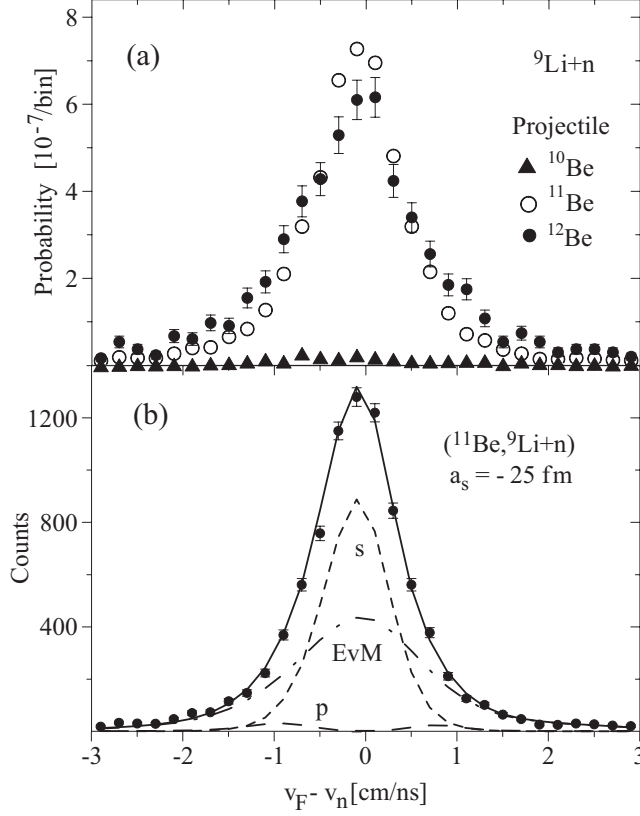 (a)
⁹Li+n
Projectile
¹⁰Be
¹¹Be
¹²Be
Probability [10⁻⁷/bin]
8
6
4
2
(b)
(¹¹Be,⁹Li+n)
aₛ = - 25 fm
s
EvM
p
Counts
1200
800
400
-3 -2 -1 0 1 2 3
v_F - v_n [cm/ns]